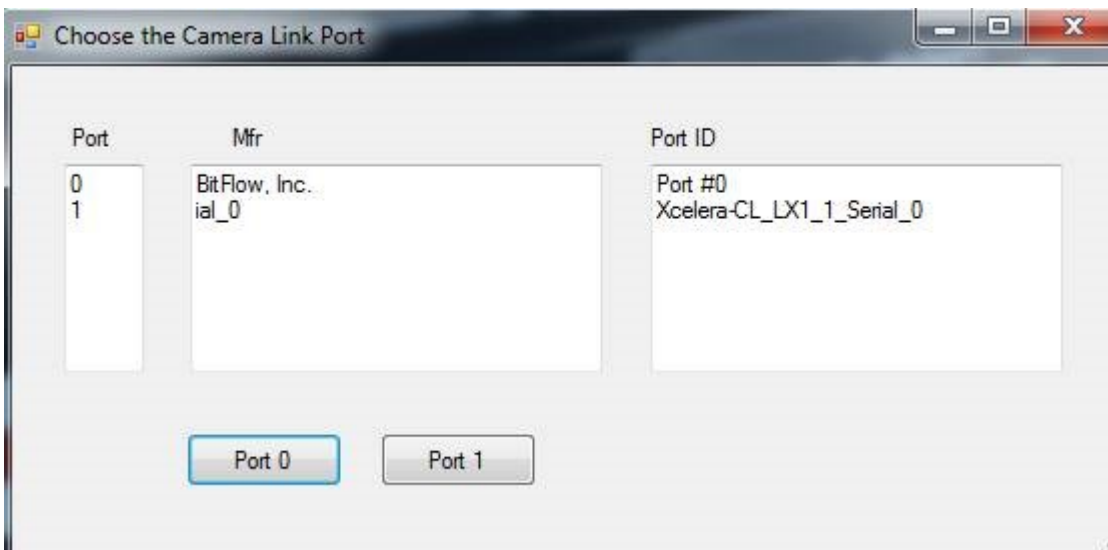 Choose the Camera Link Port
Port Mfr Port ID
0 BitFlow, Inc. Port #0
1 ial_0 Xcelera-CL_LX1_1_Serial_0
Port 0 Port 1